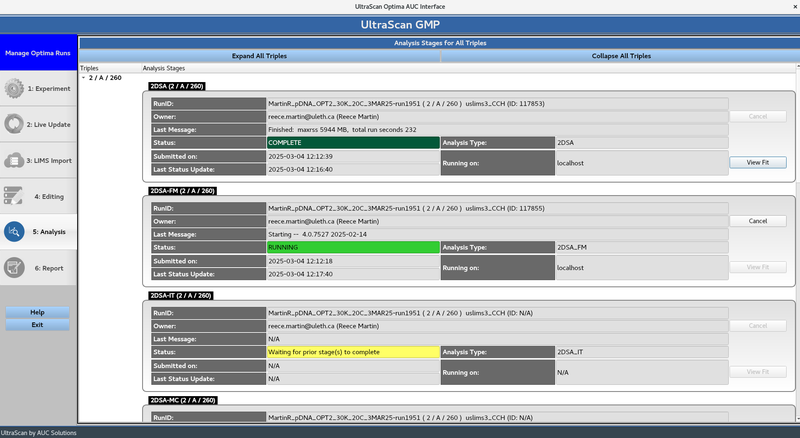 UltraScan Optima AUC Interface
UltraScan GMP
Manage Optima Runs
1: Experiment
2: Live Update
3: LIMS Import
4: Editing
5: Analysis
6: Report
Help
Exit
Analysis Stages for All Triples
Expand All Triples Collapse All Triples
Triples Analysis Stages
2 / A / 260
2DSA (2 / A / 260)
RunID: MartinR_pDNA_OPT2_30K_20C_3MAR25-run1951 ( 2 / A / 260 ) uslims3_CCH (ID: 117853)
Owner: reece.martin@uleth.ca (Reece Martin) Cancel
Last Message: Finished: maxrss 5944 MB, total run seconds 232
Status: COMPLETE Analysis Type: 2DSA
Submitted on: 2025-03-04 12:12:39 Running on: localhost View Fit
Last Status Update: 2025-03-04 12:16:40
2DSA-FM (2 / A / 260)
RunID: MartinR_pDNA_OPT2_30K_20C_3MAR25-run1951 ( 2 / A / 260 ) uslims3_CCH (ID: 117855)
Owner: reece.martin@uleth.ca (Reece Martin) Cancel
Last Message: Starting -- 4.0.7527 2025-02-14
Status: RUNNING Analysis Type: 2DSA_FM
Submitted on: 2025-03-04 12:12:18 Running on: localhost View Fit
Last Status Update: 2025-03-04 12:17:40
2DSA-IT (2 / A / 260)
RunID: MartinR_pDNA_OPT2_30K_20C_3MAR25-run1951 ( 2 / A / 260 ) uslims3_CCH (ID: N/A)
Owner: reece.martin@uleth.ca (Reece Martin) Cancel
Last Message: N/A
Status: Waiting for prior stage(s) to complete Analysis Type: 2DSA_IT
Submitted on: N/A Running on: N/A View Fit
Last Status Update: N/A
2DSA-MC (2 / A / 260)
RunID: MartinR_pDNA_OPT2_30K_20C_3MAR25-run1951 ( 2 / A / 260 ) uslims3_CCH (ID: N/A)
UltraScan by AUC Solutions